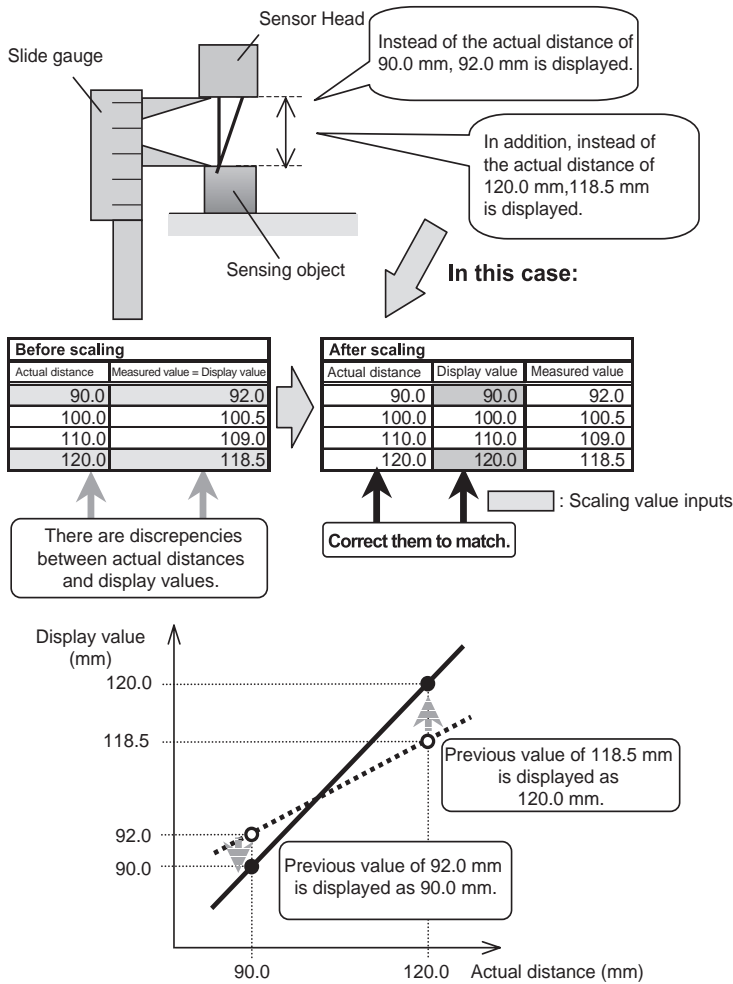 Sensor Head
Slide gauge
Instead of the actual distance of
90.0 mm, 92.0 mm is displayed.
In addition, instead of
the actual distance of
120.0 mm,118.5 mm
is displayed.
Sensing object
In this case:
Before scaling
Actual distance Measured value = Display value
90.0 92.0
100.0 100.5
110.0 109.0
120.0 118.5
After scaling
Actual distance Display value Measured value
90.0 90.0 92.0
100.0 100.0 100.5
110.0 110.0 109.0
120.0 120.0 118.5
: Scaling value inputs
There are discrepencies
between actual distances
and display values.
Correct them to match.
Display value
(mm)
120.0
118.5
92.0
90.0
Previous value of 118.5 mm
is displayed as
120.0 mm.
Previous value of 92.0 mm
is displayed as 90.0 mm.
90.0 120.0 Actual distance (mm)